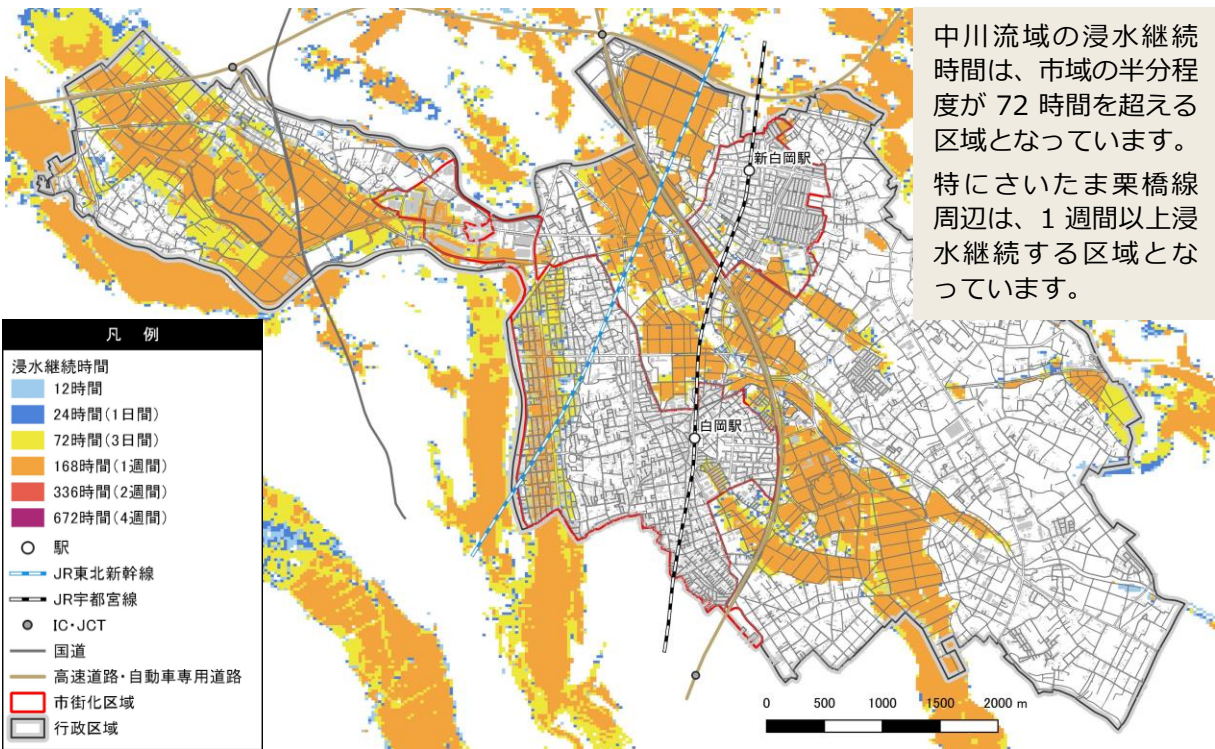 中川流域の浸水継続
時間は、市域の半分程
度が 72 時間を超える
区域となっています。
特にさいたま栗橋線
周辺は、1 週間以上浸
水継続する区域とな
っています。
新白岡駅
白岡駅
凡 例
浸水継続時間
12時間
24時間(1日間)
72時間(3日間)
168時間(1週間)
336時間(2週間)
672時間(4週間)
駅
JR東北新幹線
JR宇都宮線
IC・JCT
国道
高速道路・自動車専用道路
市街化区域
行政区域
0 500 1000 1500 2000 m